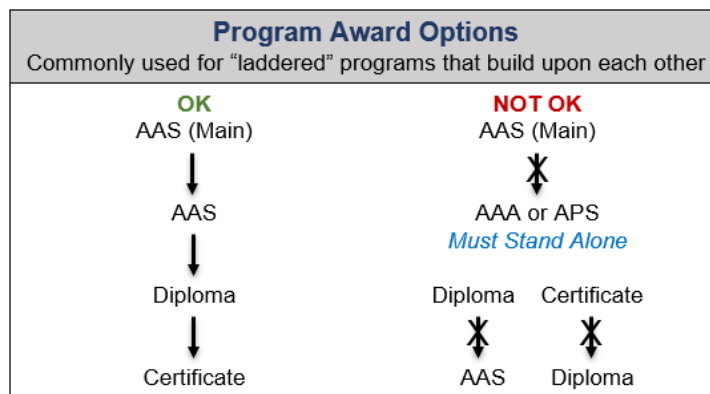 Program Award Options
Commonly used for “laddered” programs that build upon each other
OK
AAS (Main)
AAS
Diploma
Certificate
NOT OK
AAS (Main)
AAA or APS
Must Stand Alone
Diploma
AAS
Certificate
Diploma